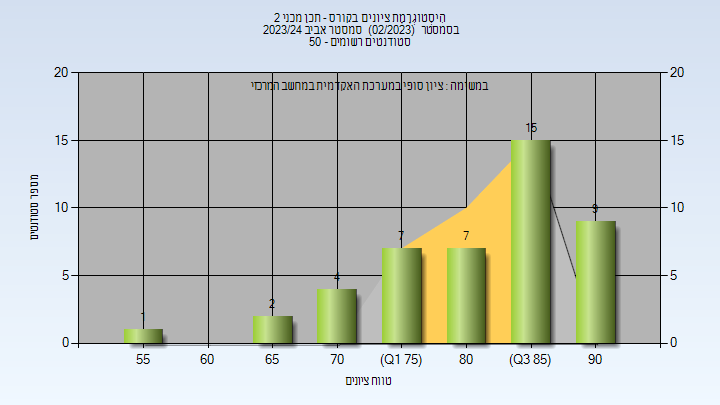 היסטוגרמת ציונים בקורס - תכן מכני 2
בסמסטר (02/2023) סמסטר אביב 2023/24
סטודנטים רשומים - 50
במשימה : ציון סופי במערכת האקדמית במחשב המרכזי
20
15
10
5
0
20
15
10
5
0
מספר סטודנטים
1
2
4
7
7
15
9
55
60
65
70
(Q1 75)
80
(Q3 85)
90
טווח ציונים